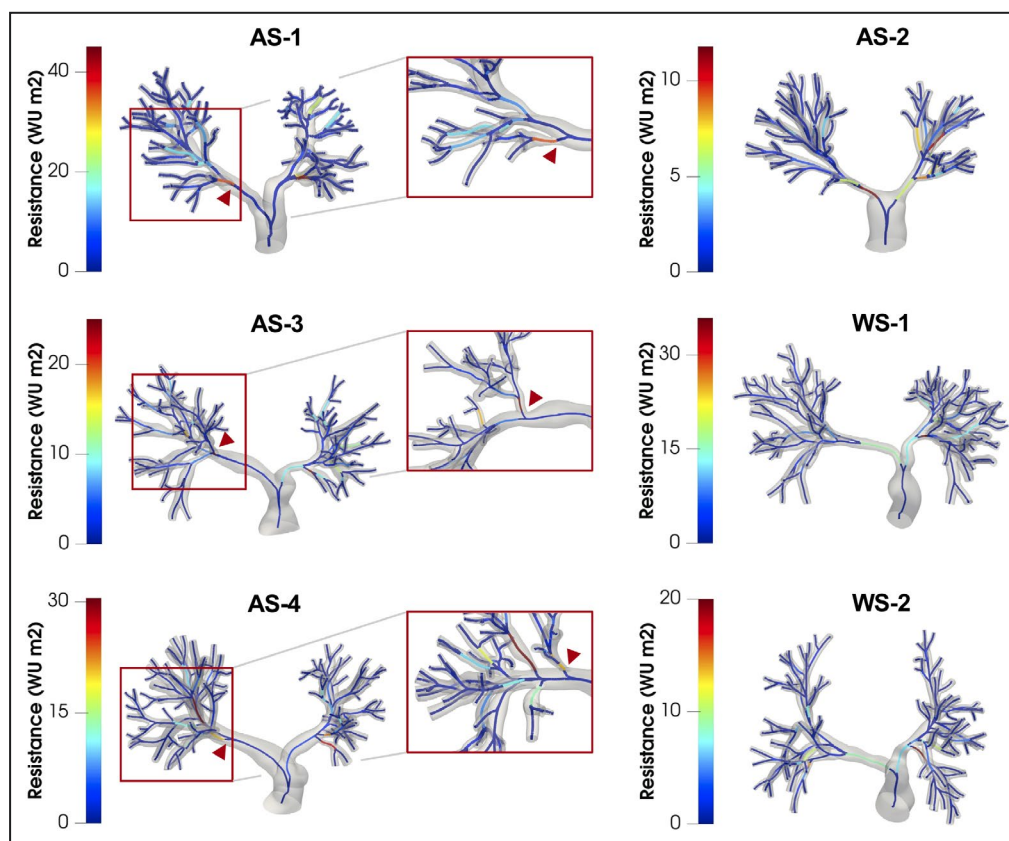 AS-1
Resistance (WU m2)
40
20
0
AS-2
Resistance (WU m2)
10
5
0
AS-3
Resistance (WU m2)
20
10
0
WS-1
Resistance (WU m2)
30
15
0
AS-4
Resistance (WU m2)
30
15
0
WS-2
Resistance (WU m2)
20
10
0